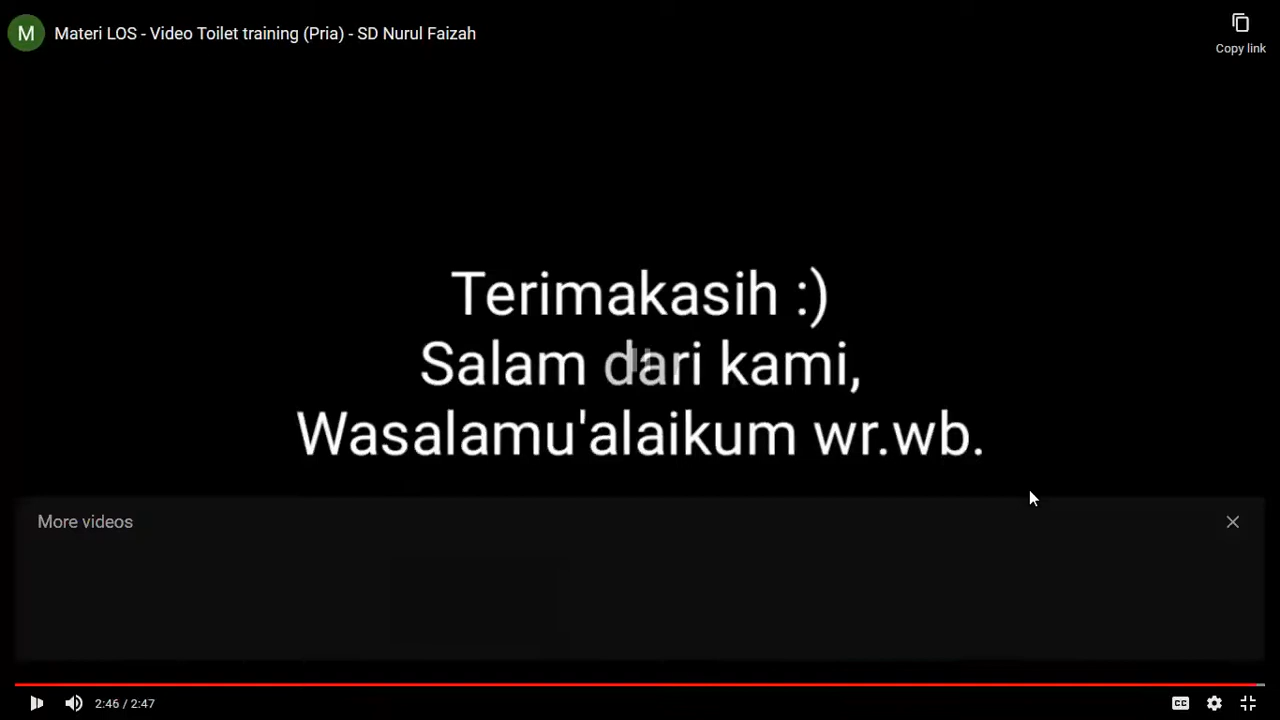 M
Materi LOS - Video Toilet training (Pria) - SD Nurul Faizah
Copy link
Terimakasih :)
Salam dari kami,
Wasalamu'alaikum wr.wb.
More videos
2:46 / 2:47
CC